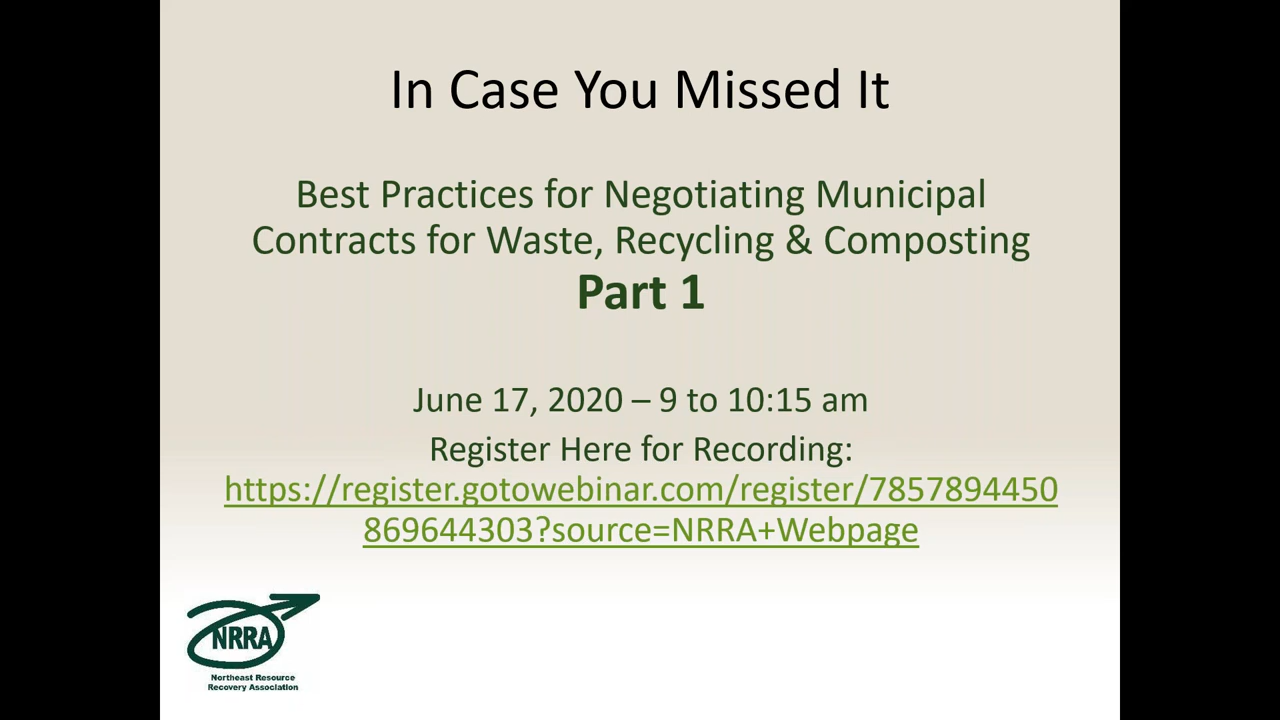 In Case You Missed It
Best Practices for Negotiating Municipal
Contracts for Waste, Recycling & Composting
Part 1
June 17, 2020 – 9 to 10:15 am
Register Here for Recording:
https://register.gotowebinar.com/register/7857894450
869644303?source=NRRA+Webpage
NRRA
Northeast Resource
Recovery Association